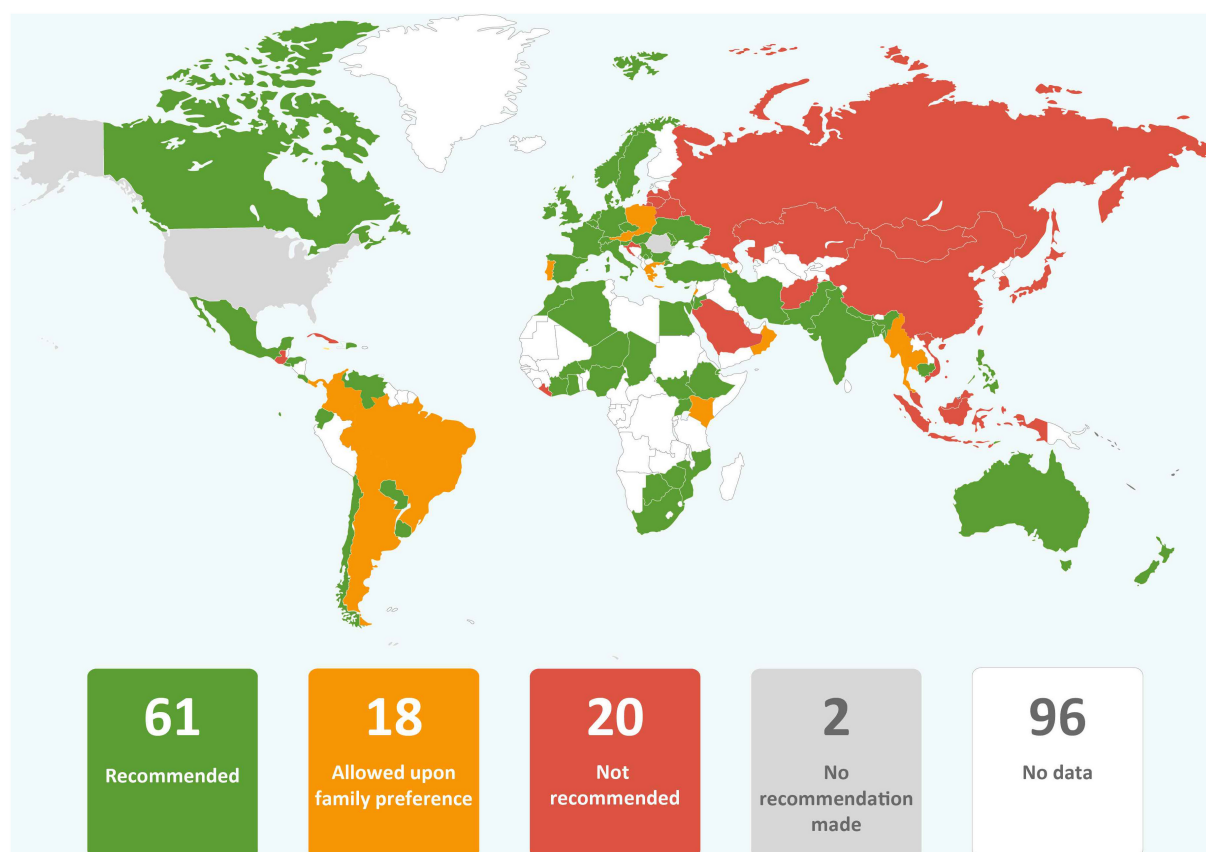 61
Recommended
18
Allowed upon
family preference
20
Not
recommended
2
No
recommendation
made
96
No data